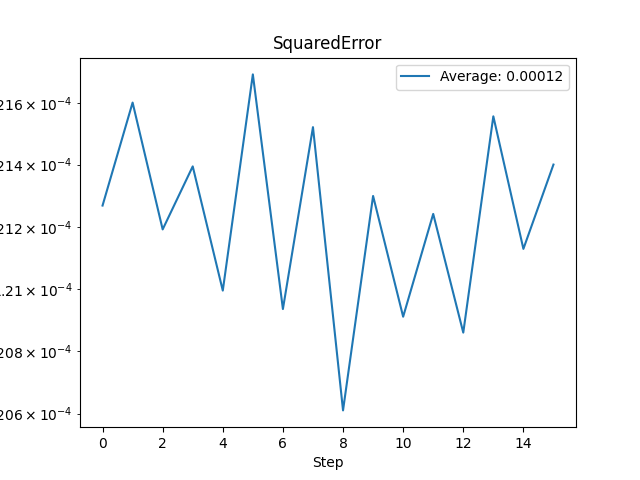 SquaredError
Average: 0.00012
216 × 10⁻⁴
214 × 10⁻⁴
212 × 10⁻⁴
.21 × 10⁻⁴
208 × 10⁻⁴
206 × 10⁻⁴
0 2 4 6 8 10 12 14
Step